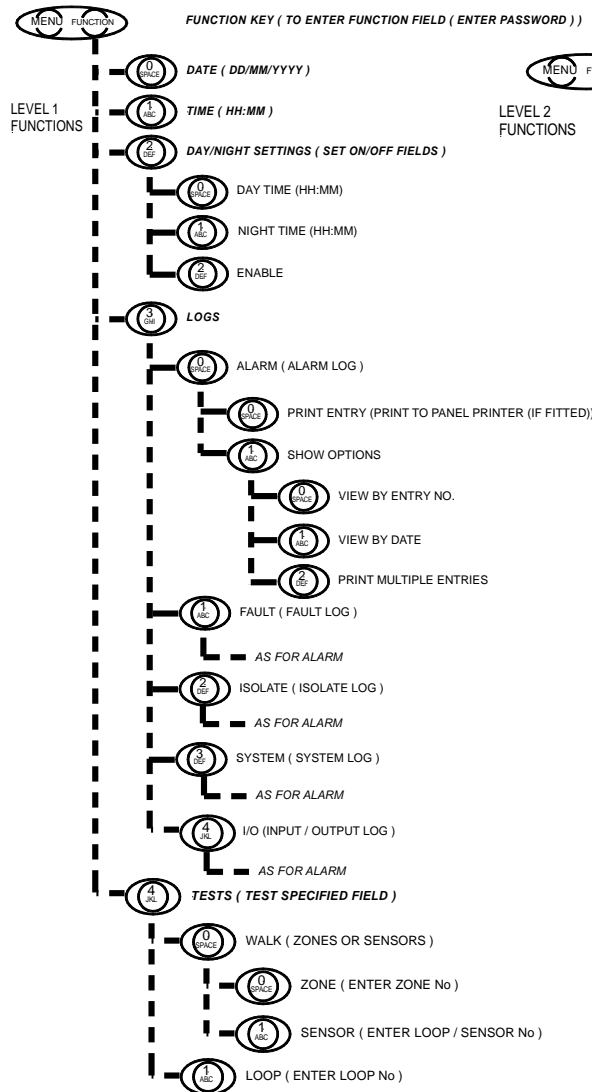 MENU FUNCTION FUNCTION KEY ( TO ENTER FUNCTION FIELD ( ENTER PASSWORD ) )
0 SPACE DATE ( DD/MM/YYYY )
MENU F
LEVEL 1
FUNCTIONS
1 ABC TIME ( HH:MM )
LEVEL 2
FUNCTIONS
2 DEF DAY/NIGHT SETTINGS ( SET ON/OFF FIELDS )
0 SPACE DAY TIME (HH:MM)
1 ABC NIGHT TIME (HH:MM)
2 DEF ENABLE
3 GMI LOGS
0 SPACE ALARM ( ALARM LOG )
0 SPACE PRINT ENTRY (PRINT TO PANEL PRINTER (IF FITTED))
1 ABC SHOW OPTIONS
0 SPACE VIEW BY ENTRY NO.
1 ABC VIEW BY DATE
2 DEF PRINT MULTIPLE ENTRIES
1 ABC FAULT ( FAULT LOG )
AS FOR ALARM
2 DEF ISOLATE ( ISOLATE LOG )
AS FOR ALARM
3 DEF SYSTEM ( SYSTEM LOG )
AS FOR ALARM
4 JKL I/O (INPUT / OUTPUT LOG )
AS FOR ALARM
4 JKL TESTS ( TEST SPECIFIED FIELD )
0 SPACE WALK ( ZONES OR SENSORS )
0 SPACE ZONE ( ENTER ZONE No )
1 ABC SENSOR ( ENTER LOOP / SENSOR No )
1 ABC LOOP ( ENTER LOOP No )